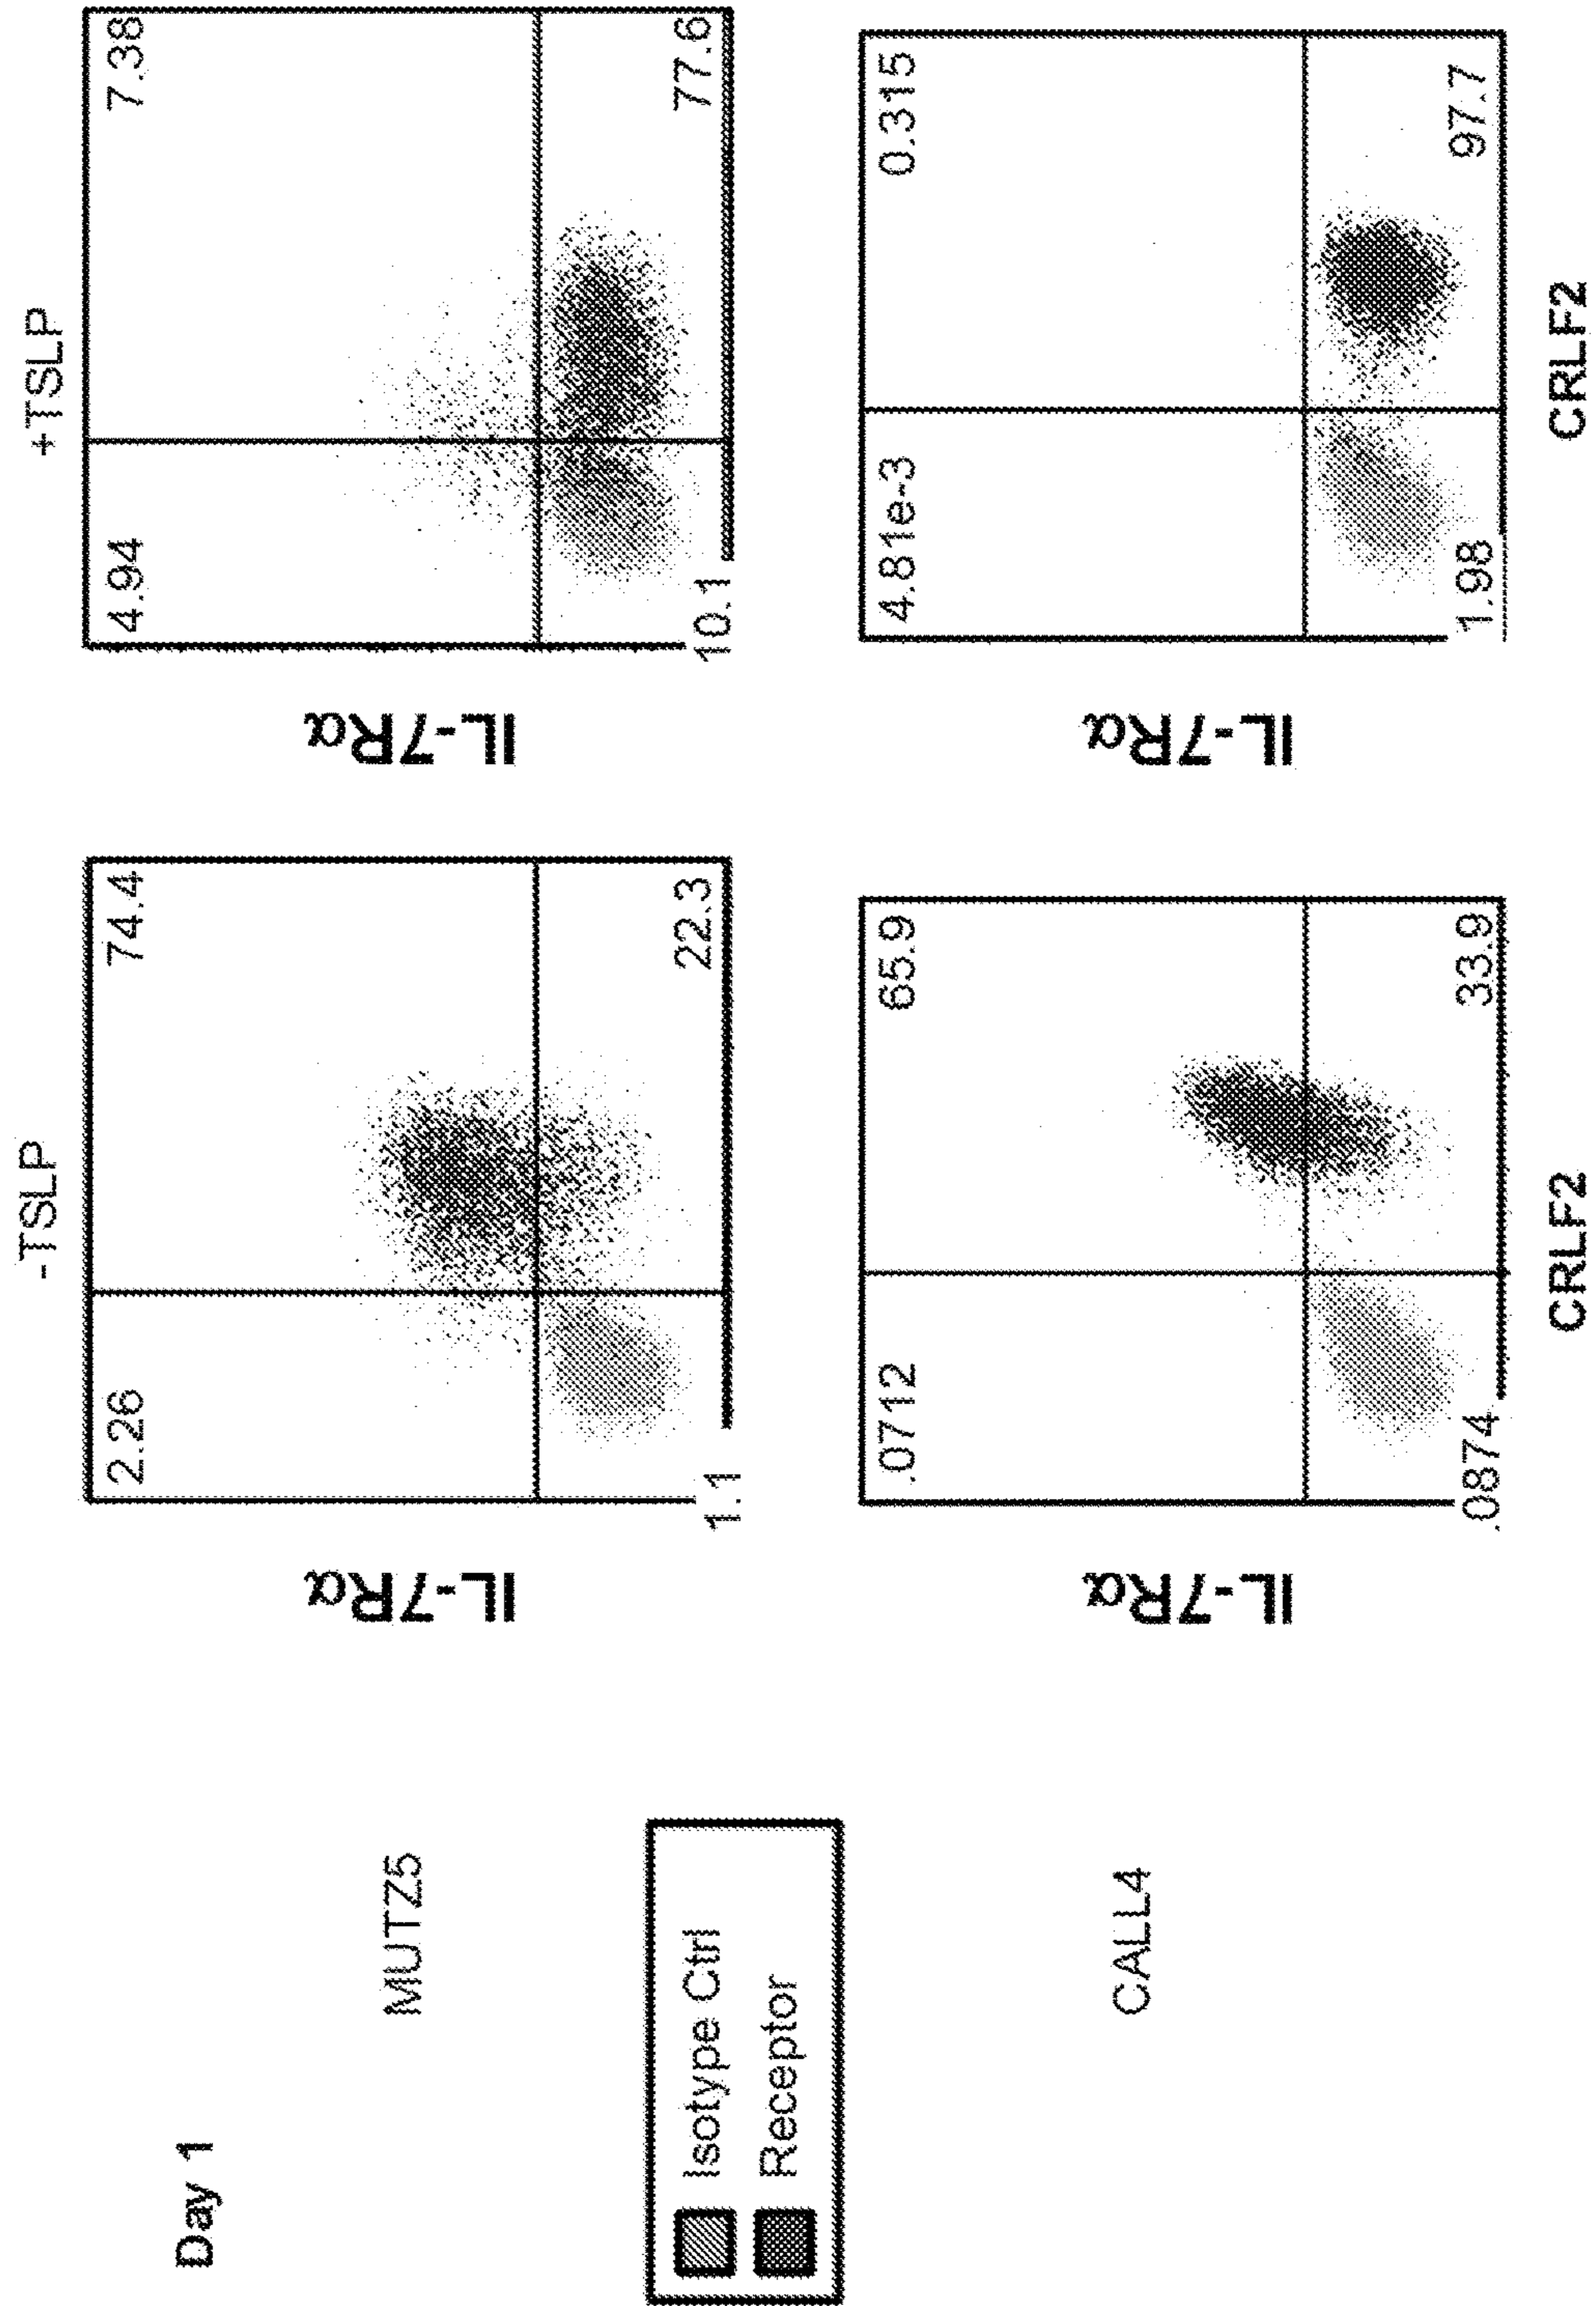 Day 1
-TSLP
+TSLP
MUTZ5
IL-7Rα
2.26
74.4
1.1
22.3
IL-7Rα
4.94
7.38
10.1
77.6
Isotype Ctrl
Receptor
CALL4
IL-7Rα
.0712
65.9
.0874
33.9
CRLF2
IL-7Rα
4.81e-3
0.315
1.98
97.7
CRLF2